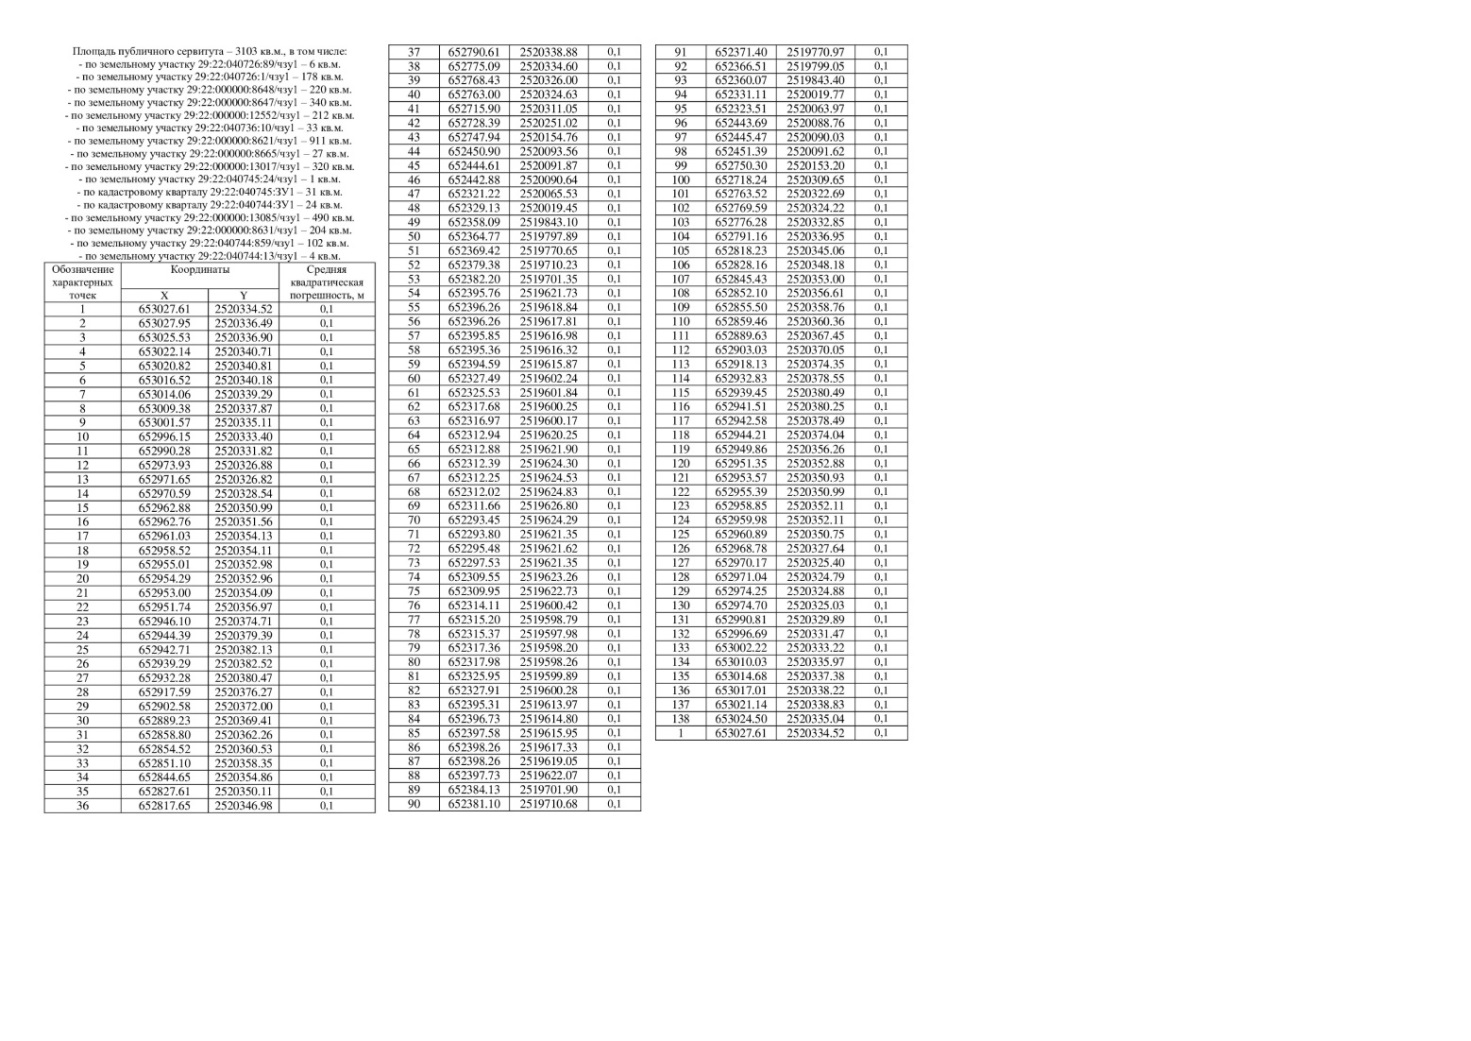 Площадь публичного сервитута – 3103 кв.м., в том числе:
- по земельному участку 29:22:040726:89/чзу1 – 6 кв.м.
- по земельному участку 29:22:040726:1/чзу1 – 178 кв.м.
- по земельному участку 29:22:000000:8648/чзу1 – 220 кв.м.
- по земельному участку 29:22:000000:8647/чзу1 – 340 кв.м.
- по земельному участку 29:22:000000:12552/чзу1 – 212 кв.м.
- по земельному участку 29:22:040736:10/чзу1 – 33 кв.м.
- по земельному участку 29:22:000000:8621/чзу1 – 911 кв.м.
- по земельному участку 29:22:000000:8665/чзу1 – 27 кв.м.
- по земельному участку 29:22:000000:13017/чзу1 – 320 кв.м.
- по земельному участку 29:22:040745:24/чзу1 – 1 кв.м.
- по кадастровому кварталу 29:22:040745:ЗУ1 – 31 кв.м.
- по кадастровому кварталу 29:22:040744:ЗУ1 – 24 кв.м.
- по земельному участку 29:22:000000:13085/чзу1 – 490 кв.м.
- по земельному участку 29:22:000000:8631/чзу1 – 204 кв.м.
- по земельному участку 29:22:040744:859/чзу1 – 102 кв.м.
- по земельному участку 29:22:040744:13/чзу1 – 4 кв.м.
Обозначение Координаты Средняя
характерных квадратическая
точек X Y погрешность, м
1 653027.61 2520334.52 0,1
2 653027.95 2520336.49 0,1
3 653025.53 2520336.90 0,1
4 653022.14 2520340.71 0,1
5 653020.82 2520340.81 0,1
6 653016.52 2520340.18 0,1
7 653014.06 2520339.29 0,1
8 653009.38 2520337.87 0,1
9 653001.57 2520335.11 0,1
10 652996.15 2520333.40 0,1
11 652990.28 2520331.82 0,1
12 652973.93 2520326.88 0,1
13 652971.65 2520326.82 0,1
14 652970.59 2520328.54 0,1
15 652962.88 2520350.99 0,1
16 652962.76 2520351.56 0,1
17 652961.03 2520354.13 0,1
18 652958.52 2520354.11 0,1
19 652955.01 2520352.98 0,1
20 652954.29 2520352.96 0,1
21 652953.00 2520354.09 0,1
22 652951.74 2520356.97 0,1
23 652946.10 2520374.71 0,1
24 652944.39 2520379.39 0,1
25 652942.71 2520382.13 0,1
26 652939.29 2520382.52 0,1
27 652932.28 2520380.47 0,1
28 652917.59 2520376.27 0,1
29 652902.58 2520372.00 0,1
30 652889.23 2520369.41 0,1
31 652858.80 2520362.26 0,1
32 652854.52 2520360.53 0,1
33 652851.10 2520358.35 0,1
34 652844.65 2520354.86 0,1
35 652827.61 2520350.11 0,1
36 652817.65 2520346.98 0,1
37 652790.61 2520338.88 0,1
38 652775.09 2520334.60 0,1
39 652768.43 2520326.00 0,1
40 652763.00 2520324.63 0,1
41 652715.90 2520311.05 0,1
42 652728.39 2520251.02 0,1
43 652747.94 2520154.76 0,1
44 652450.90 2520093.56 0,1
45 652444.61 2520091.87 0,1
46 652442.88 2520090.64 0,1
47 652321.22 2520065.53 0,1
48 652329.13 2520019.45 0,1
49 652358.09 2519843.10 0,1
50 652364.77 2519797.89 0,1
51 652369.42 2519770.65 0,1
52 652379.38 2519710.23 0,1
53 652382.20 2519701.35 0,1
54 652395.76 2519621.73 0,1
55 652396.26 2519618.84 0,1
56 652396.26 2519617.81 0,1
57 652395.85 2519616.98 0,1
58 652395.36 2519616.32 0,1
59 652394.59 2519615.87 0,1
60 652327.49 2519602.24 0,1
61 652325.53 2519601.84 0,1
62 652317.68 2519600.25 0,1
63 652316.97 2519600.17 0,1
64 652312.94 2519620.25 0,1
65 652312.88 2519621.90 0,1
66 652312.39 2519624.30 0,1
67 652312.25 2519624.53 0,1
68 652312.02 2519624.83 0,1
69 652311.66 2519626.80 0,1
70 652293.45 2519624.29 0,1
71 652293.80 2519621.35 0,1
72 652295.48 2519621.62 0,1
73 652297.53 2519621.35 0,1
74 652309.55 2519623.26 0,1
75 652309.95 2519622.73 0,1
76 652314.11 2519600.42 0,1
77 652315.20 2519598.79 0,1
78 652315.37 2519597.98 0,1
79 652317.36 2519598.20 0,1
80 652317.98 2519598.26 0,1
81 652325.95 2519599.89 0,1
82 652327.91 2519600.28 0,1
83 652395.31 2519613.97 0,1
84 652396.73 2519614.80 0,1
85 652397.58 2519615.95 0,1
86 652398.26 2519617.33 0,1
87 652398.26 2519619.05 0,1
88 652397.73 2519622.07 0,1
89 652384.13 2519701.90 0,1
90 652381.10 2519710.68 0,1
91 652371.40 2519770.97 0,1
92 652366.51 2519799.05 0,1
93 652360.07 2519843.40 0,1
94 652331.11 2520019.77 0,1
95 652323.51 2520063.97 0,1
96 652443.69 2520088.76 0,1
97 652445.47 2520090.03 0,1
98 652451.39 2520091.62 0,1
99 652750.30 2520153.20 0,1
100 652718.24 2520309.65 0,1
101 652763.52 2520322.69 0,1
102 652769.59 2520324.22 0,1
103 652776.28 2520332.85 0,1
104 652791.16 2520336.95 0,1
105 652818.23 2520345.06 0,1
106 652828.16 2520348.18 0,1
107 652845.43 2520353.00 0,1
108 652852.10 2520356.61 0,1
109 652855.50 2520358.76 0,1
110 652859.46 2520360.36 0,1
111 652889.63 2520367.45 0,1
112 652903.03 2520370.05 0,1
113 652918.13 2520374.35 0,1
114 652932.83 2520378.55 0,1
115 652939.45 2520380.49 0,1
116 652941.51 2520380.25 0,1
117 652942.58 2520378.49 0,1
118 652944.21 2520374.04 0,1
119 652949.86 2520356.26 0,1
120 652951.35 2520352.88 0,1
121 652953.57 2520350.93 0,1
122 652955.39 2520350.99 0,1
123 652958.85 2520352.11 0,1
124 652959.98 2520352.11 0,1
125 652960.89 2520350.75 0,1
126 652968.78 2520327.64 0,1
127 652970.17 2520325.40 0,1
128 652971.04 2520324.79 0,1
129 652974.25 2520324.88 0,1
130 652974.70 2520325.03 0,1
131 652990.81 2520329.89 0,1
132 652996.69 2520331.47 0,1
133 653002.22 2520333.22 0,1
134 653010.03 2520335.97 0,1
135 653014.68 2520337.38 0,1
136 653017.01 2520338.22 0,1
137 653021.14 2520338.83 0,1
138 653024.50 2520335.04 0,1
1 653027.61 2520334.52 0,1